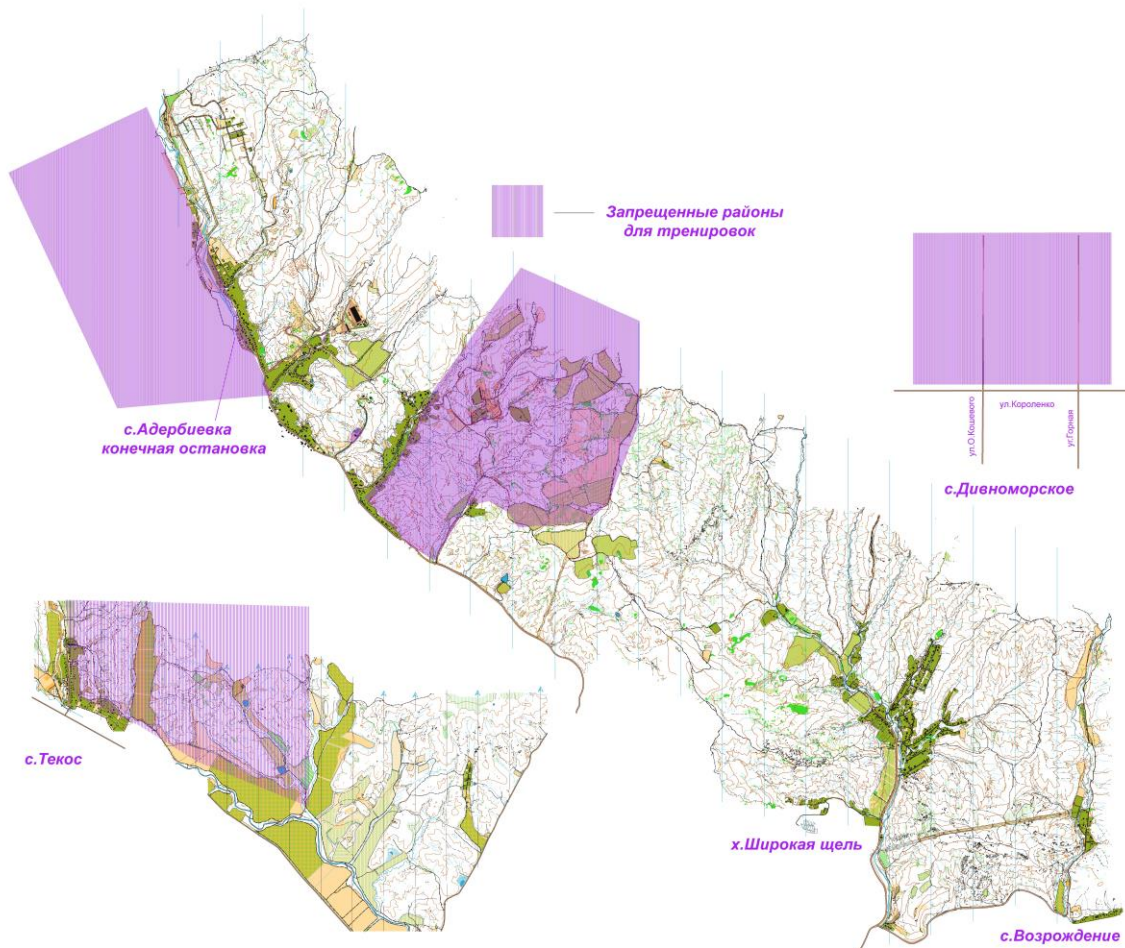 Запрещенные районы
для тренировок
ул.О.Кошевого
ул.Короленко
ул.Горная
с.Дивноморское
с.Адербиевка
конечная остановка
с.Текос
х.Широкая щель
с.Возрождение